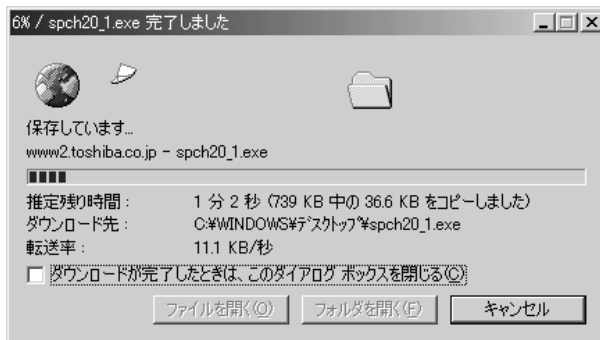 6% / spch20_1.exe 完了しました
保存しています...
www2.toshiba.co.jp - spch20_1.exe
推定残り時間： 1 分 2 秒 (739 KB 中の 36.6 KB をコピーしました)
ダウンロード先： C:¥WINDOWS¥ﾃﾞｽｸﾄｯﾌﾟ¥spch20_1.exe
転送率： 11.1 KB/秒
ダウンロードが完了したときは、このダイアログ ボックスを閉じる(C)
ファイルを開く(O) フォルダを開く(F) キャンセル